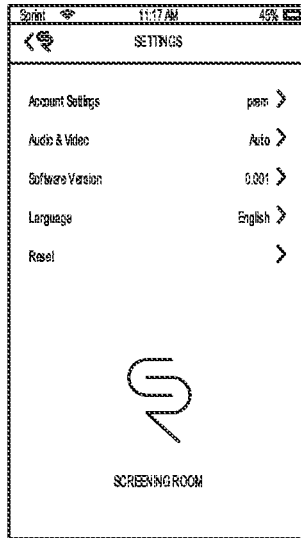 Sprint 11:17 AM 45%
SETTINGS
Account Settings prem
Audio & Video Auto
Software Version 0.001
Language English
Reset
SCREENING ROOM